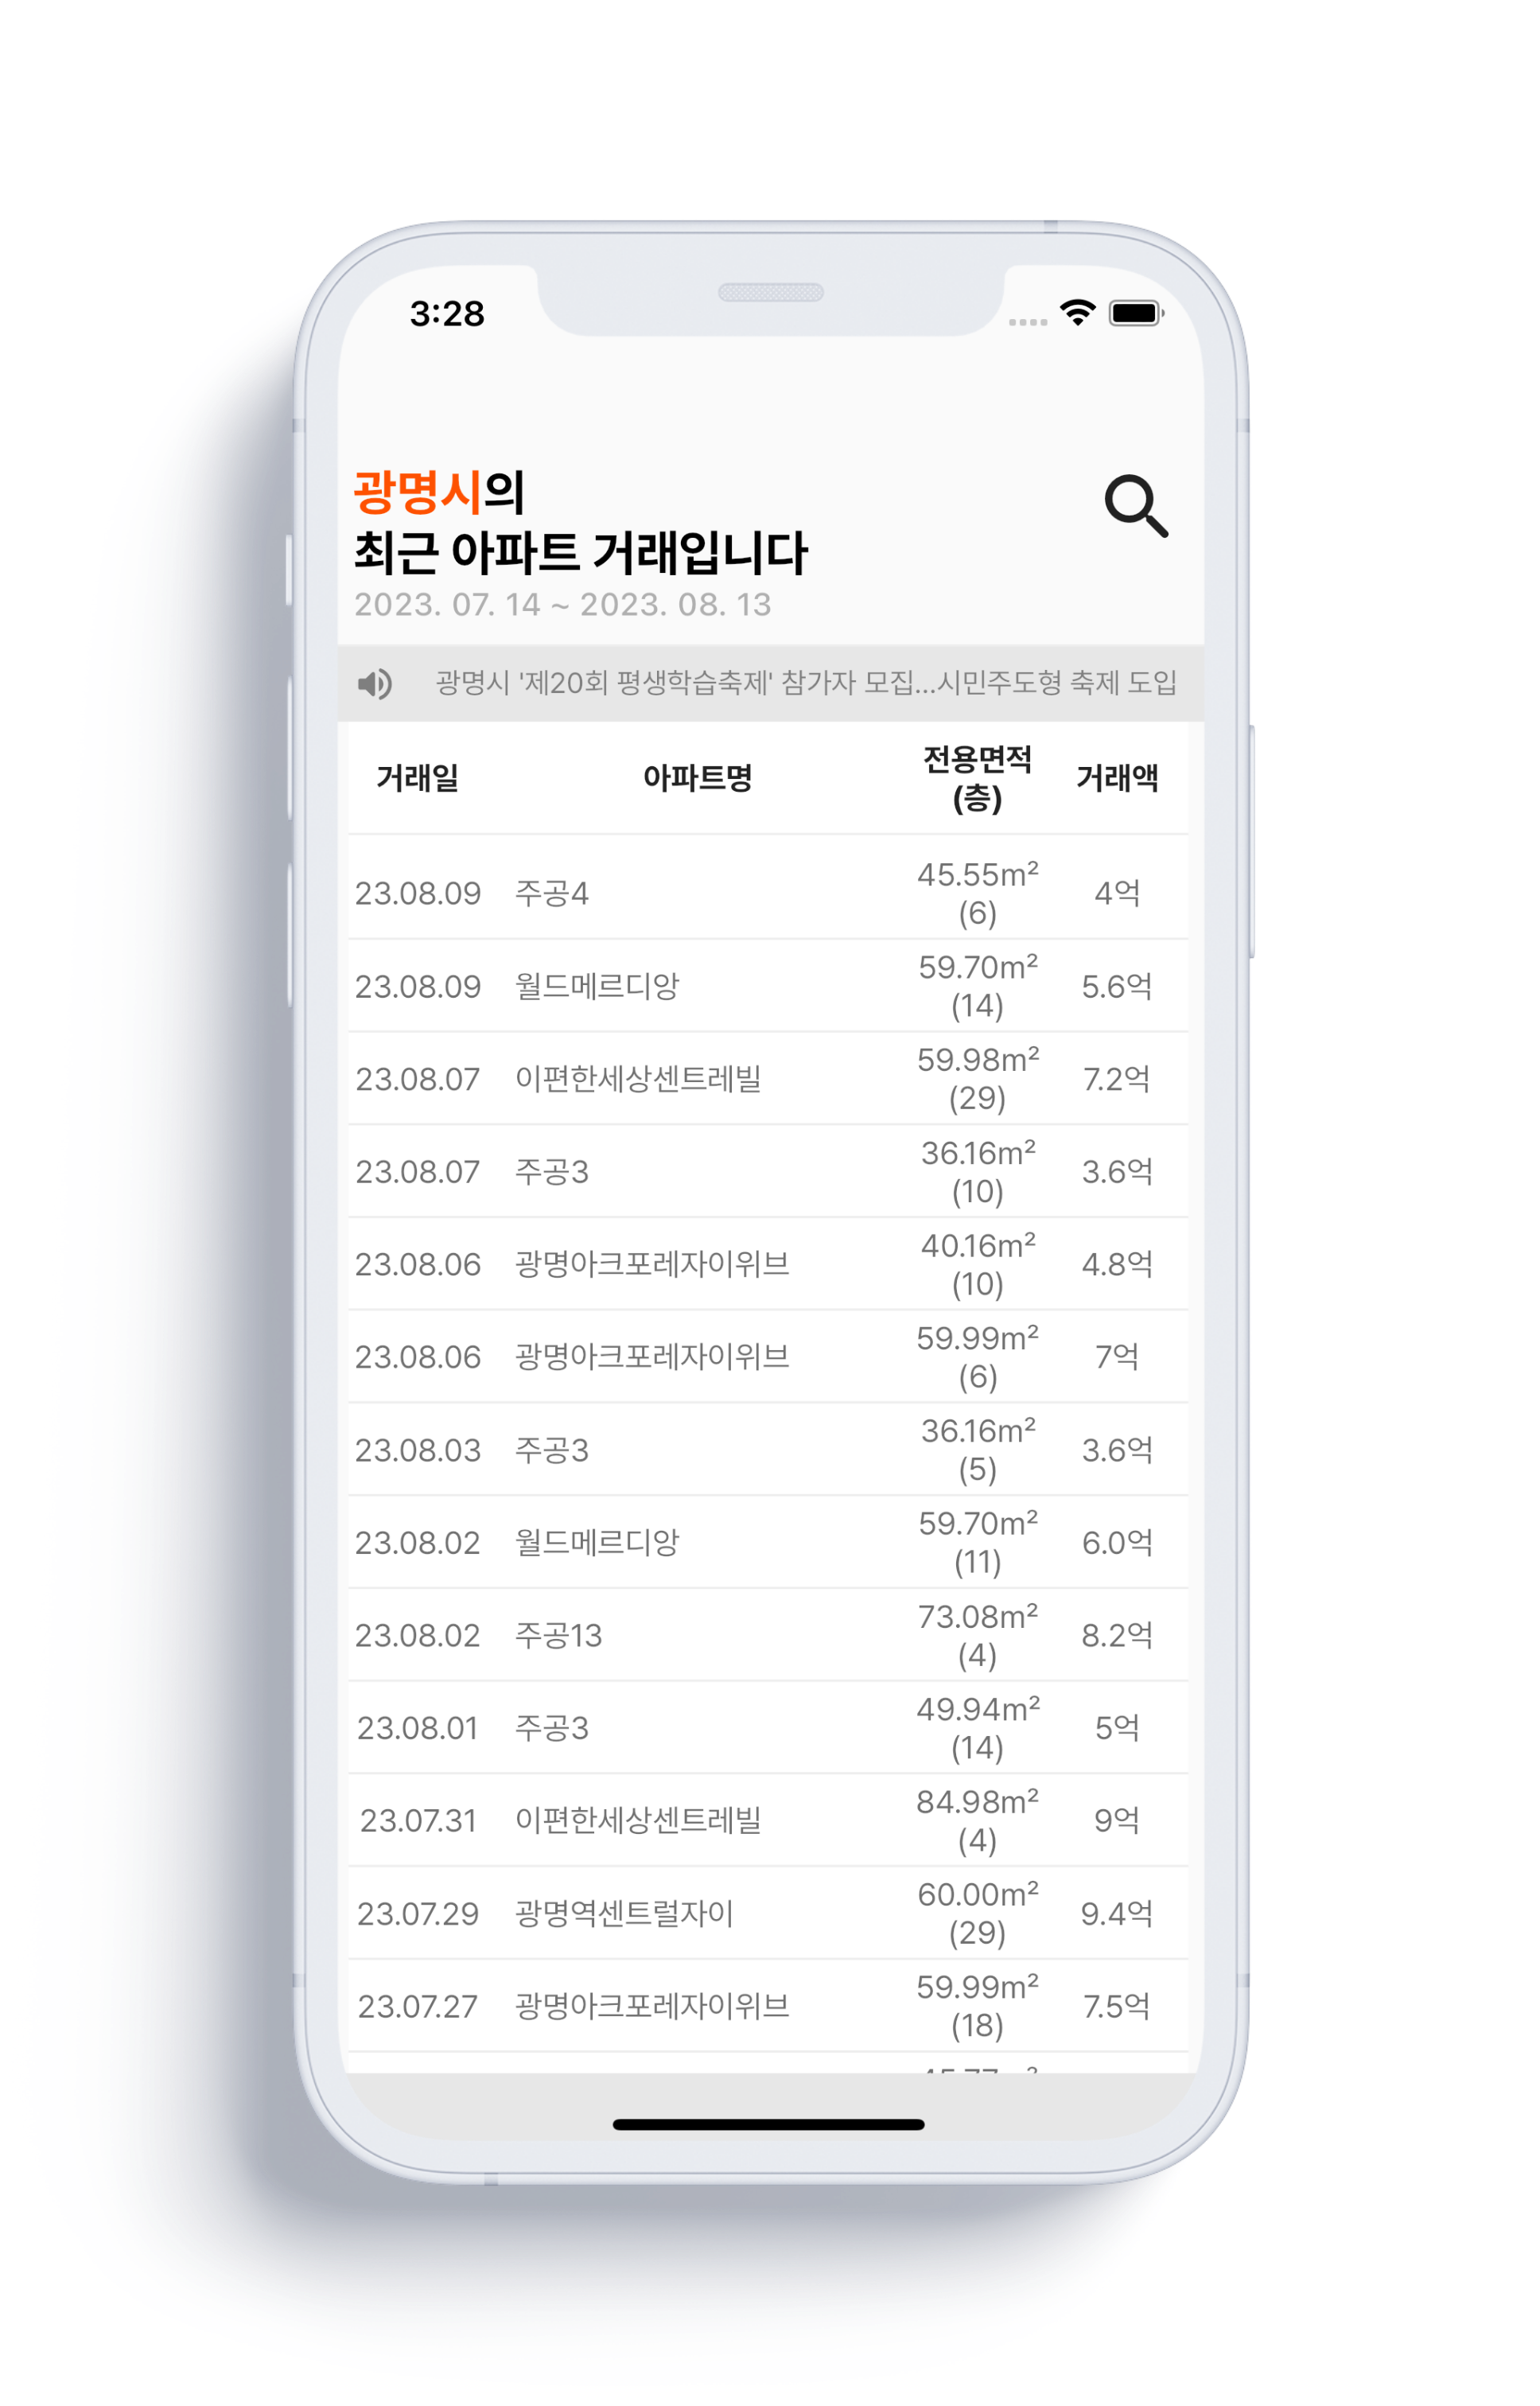 3:28
광명시의
최근 아파트 거래입니다
2023. 07. 14 ~ 2023. 08. 13
광명시 '제20회 평생학습축제' 참가자 모집...시민주도형 축제 도입
거래일 아파트명 전용면적 (층) 거래액
23.08.09 주공4 45.55m² (6) 4억
23.08.09 월드메르디앙 59.70m² (14) 5.6억
23.08.07 이편한세상센트레빌 59.98m² (29) 7.2억
23.08.07 주공3 36.16m² (10) 3.6억
23.08.06 광명아크포레자이위브 40.16m² (10) 4.8억
23.08.06 광명아크포레자이위브 59.99m² (6) 7억
23.08.03 주공3 36.16m² (5) 3.6억
23.08.02 월드메르디앙 59.70m² (11) 6.0억
23.08.02 주공13 73.08m² (4) 8.2억
23.08.01 주공3 49.94m² (14) 5억
23.07.31 이편한세상센트레빌 84.98m² (4) 9억
23.07.29 광명역센트럴자이 60.00m² (29) 9.4억
23.07.27 광명아크포레자이위브 59.99m² (18) 7.5억